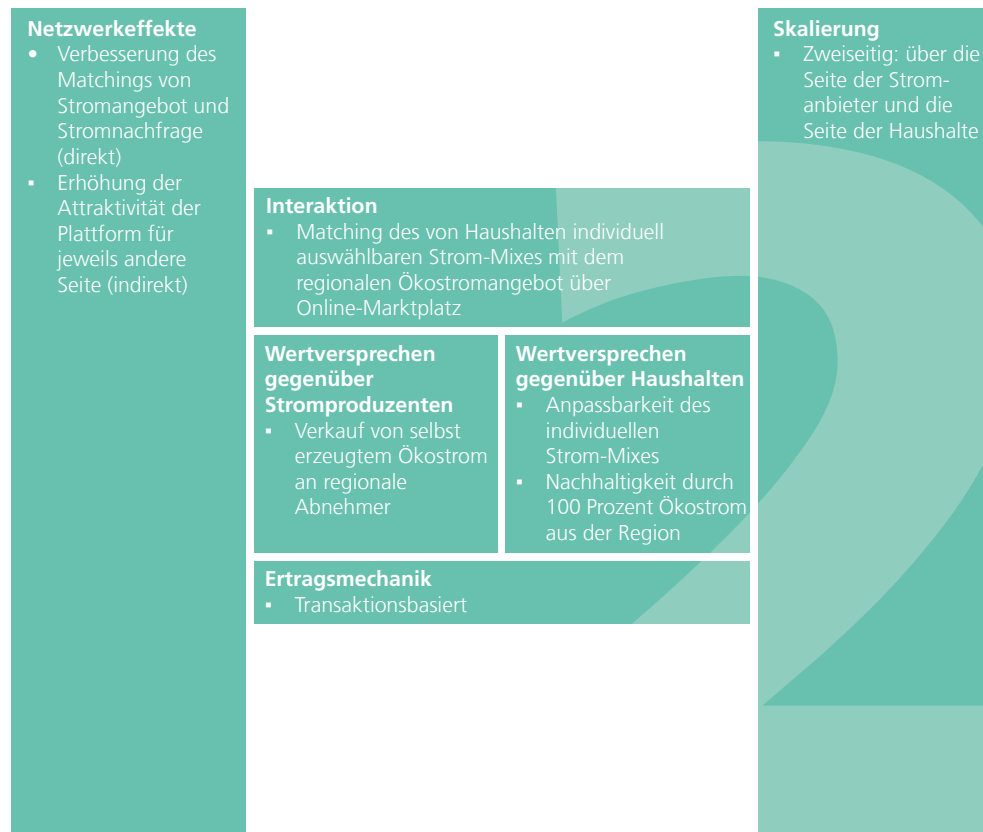 Netzwerkeffekte
• Verbesserung des
Matchings von
Stromangebot und
Stromnachfrage
(direkt)
▪ Erhöhung der
Attraktivität der
Plattform für
jeweils andere
Seite (indirekt)
Interaktion
▪ Matching des von Haushalten individuell
auswählbaren Strom-Mixes mit dem
regionalen Ökostromangebot über
Online-Marktplatz
Wertversprechen
gegenüber
Stromproduzenten
▪ Verkauf von selbst
erzeugtem Ökostrom
an regionale
Abnehmer
Wertversprechen
gegenüber Haushalten
▪ Anpassbarkeit des
individuellen
Strom-Mixes
▪ Nachhaltigkeit durch
100 Prozent Ökostrom
aus der Region
Ertragsmechanik
▪ Transaktionsbasiert
Skalierung
▪ Zweiseitig: über die
Seite der Strom-
anbieter und die
Seite der Haushalte
2